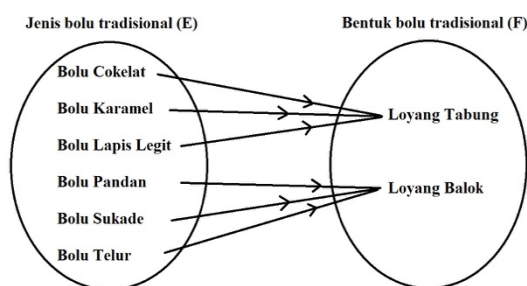 Jenis bolu tradisional (E)
Bentuk bolu tradisional (F)
Bolu Cokelat
Bolu Karamel
Bolu Lapis Legit
Bolu Pandan
Bolu Sukade
Bolu Telur
Loyang Tabung
Loyang Balok